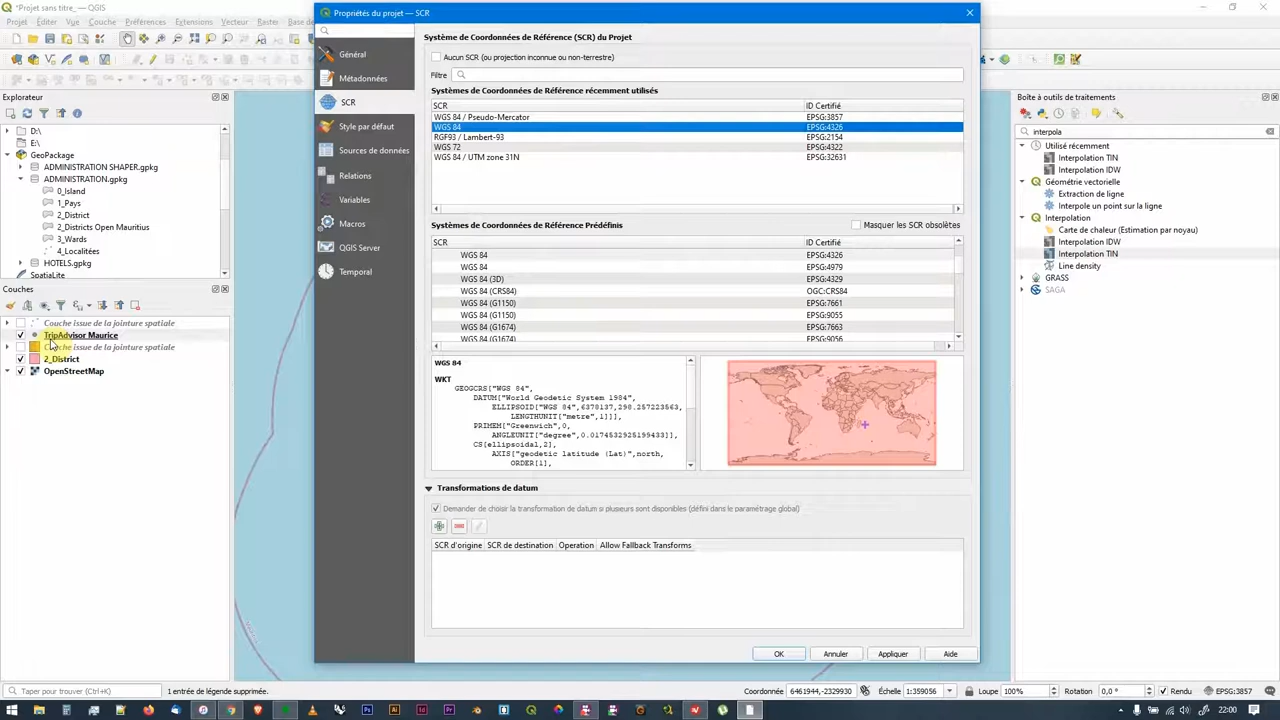 *Projet sans titre_ - QGIS
Projet
Éditer
Vue
Couche
Préférences
Extensions
Vecteur
Raster
Explorateur
E:\
GeoPackage
ADMINISTRATION SHAPER.gpkg
ADMINISTRATION.gpkg
0_Island
1_Pays
2_District
2_Districts Open Mauritius
3_Wards
4_Localitées
HOTELS.gpkg
SpatiaLite
Couches
Couche issue de la jointure spatiale
TripAdvisor Maurice
Couche issue de la jointure spatiale
2_District
OpenStreetMap
Propriétés du projet — SCR
Général
Métadonnées
SCR
Style par défaut
Sources de données
Relations
Variables
Macros
QGIS Server
Temporal
Système de Coordonnées de Référence (SCR) du Projet
Aucun SCR (ou projection inconnue ou non-terrestre)
Filtre
Systèmes de Coordonnées de Référence récemment utilisés
SCR ID Certifié
WGS 84 / Pseudo-Mercator EPSG:3857
WGS 84 EPSG:4326
RGF93 / Lambert-93 EPSG:2154
WGS 72 EPSG:4322
WGS 84 / UTM zone 31N EPSG:32631
Systèmes de Coordonnées de Référence Prédéfinis
Masquer les SCR obsolètes
SCR ID Certifié
WGS 84 EPSG:4326
WGS 84 EPSG:4979
WGS 84 (3D) EPSG:4329
WGS 84 (CRS84) OGC:CRS84
WGS 84 (G1150) EPSG:7661
WGS 84 (G1150) EPSG:9055
WGS 84 (G1674) EPSG:7663
WGS 84 (G1674) EPSG:9056
WGS 84
WKT
GEOGCRS["WGS 84",
DATUM["World Geodetic System 1984",
ELLIPSOID["WGS 84",6378137,298.257223563,
LENGTHUNIT["metre",1]]],
PRIMEM["Greenwich",0,
ANGLEUNIT["degree",0.0174532925199433]],
CS[ellipsoidal,2],
AXIS["geodetic latitude (Lat)",north,
ORDER[1],
Transformations de datum
Demander de choisir la transformation de datum si plusieurs sont disponibles (défini dans le paramétrage global)
SCR d'origine SCR de destination Operation Allow Fallback Transforms
OK Annuler Appliquer Aide
Boîte à outils de traitements
interpola
Utilisé récemment
Interpolation TIN
Interpolation IDW
Géométrie vectorielle
Extraction de ligne
Interpole un point sur la ligne
Interpolation
Carte de chaleur (Estimation par noyau)
Interpolation IDW
Interpolation TIN
Line density
GRASS
SAGA
Taper pour trouver (Ctrl+K) 1 entrée de légende supprimée. Coordonnée 6461944,-2329930 Échelle 1:359056 Loupe 100% Rotation 0,0 ° Rendu EPSG:3857
22:00